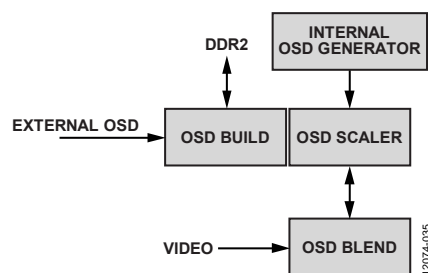 INTERNAL
OSD GENERATOR
DDR2
EXTERNAL OSD
OSD BUILD
OSD SCALER
VIDEO
OSD BLEND
12074-035